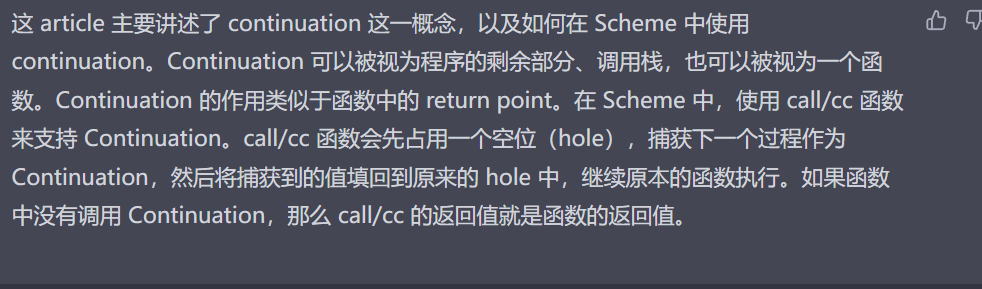 这 article 主要讲述了 continuation 这一概念，以及如何在 Scheme 中使用
continuation。Continuation 可以被视为程序的剩余部分、调用栈，也可以被视为一个函
数。Continuation 的作用类似于函数中的 return point。在 Scheme 中，使用 call/cc 函数
来支持 Continuation。call/cc 函数会先占用一个空位（hole），捕获下一个过程作为
Continuation，然后将捕获到的值填回到原来的 hole 中，继续原本的函数执行。如果函数
中没有调用 Continuation，那么 call/cc 的返回值就是函数的返回值。